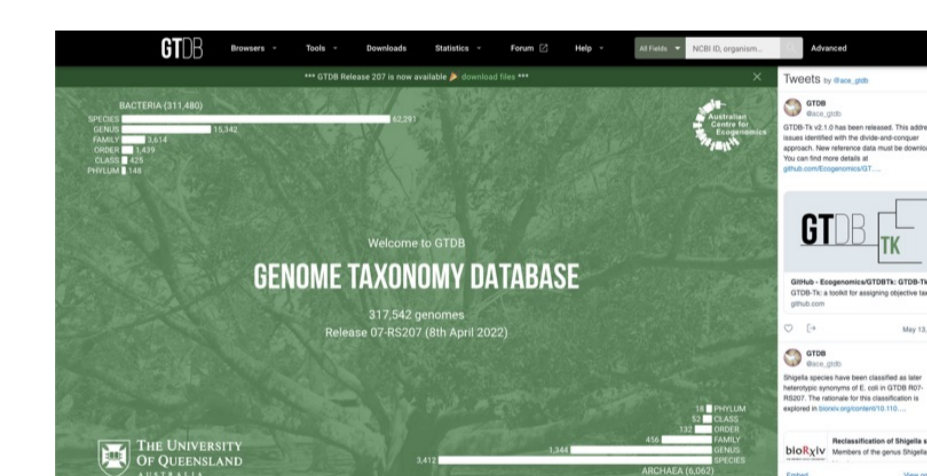 GTDB Browsers Tools Downloads Statistics Forum Help All Fields NCBI ID, organism... Advanced
*** GTDB Release 207 is now available 🎉 download files ***
BACTERIA (311,480)
SPECIES 62,291
GENUS 16,342
FAMILY 3,614
ORDER 1,439
CLASS 425
PHYLUM 148
Australian
Centre for
Ecogenomics
Welcome to GTDB
GENOME TAXONOMY DATABASE
317,542 genomes
Release 07-RS207 (8th April 2022)
18 PHYLUM
52 CLASS
132 ORDER
456 FAMILY
1,344 GENUS
3,412 SPECIES
ARCHAEA (6,062)
THE UNIVERSITY
OF QUEENSLAND
AUSTRALIA
Tweets by @ace_gtdb
GTDB
@ace_gtdb
GTDB-Tk v2.1.0 has been released. This addre
issues identified with the divide-and-conquer
approach. New reference data must be downlo
You can find more details at
github.com/Ecogenomics/GT....
GTDB TK
GitHub - Ecogenomics/GTDBTk: GTDB-Tk
GTDB-Tk: a toolkit for assigning objective tax
github.com
May 13,
GTDB
@ace_gtdb
Shigella species have been classified as later
heterotypic synonyms of E. coli in GTDB R07-
RS207. The rationale for this classification is
explored in biorxiv.org/content/10.110....
bioRxiv
Reclassification of Shigella s
Members of the genus Shigella
Embed